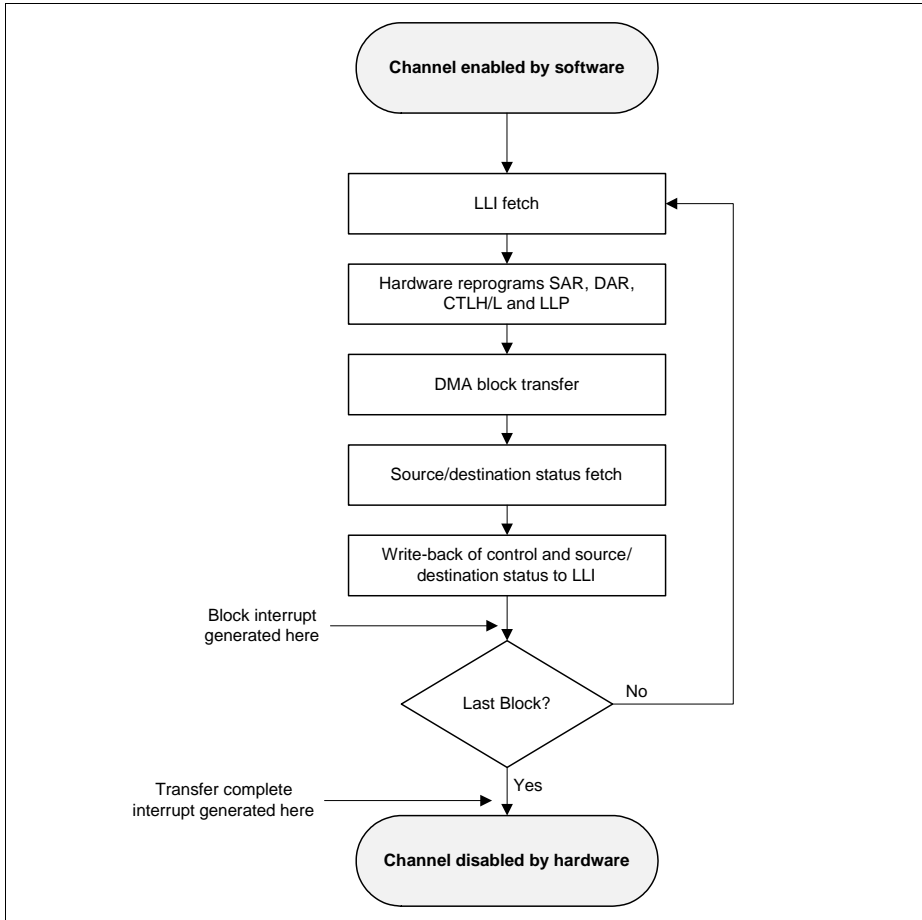 Channel enabled by software
LLI fetch
Hardware reprograms SAR, DAR,
CTLH/L and LLP
DMA block transfer
Source/destination status fetch
Write-back of control and source/
destination status to LLI
Block interrupt
generated here
Last Block?
No
Yes
Transfer complete
interrupt generated here
Channel disabled by hardware